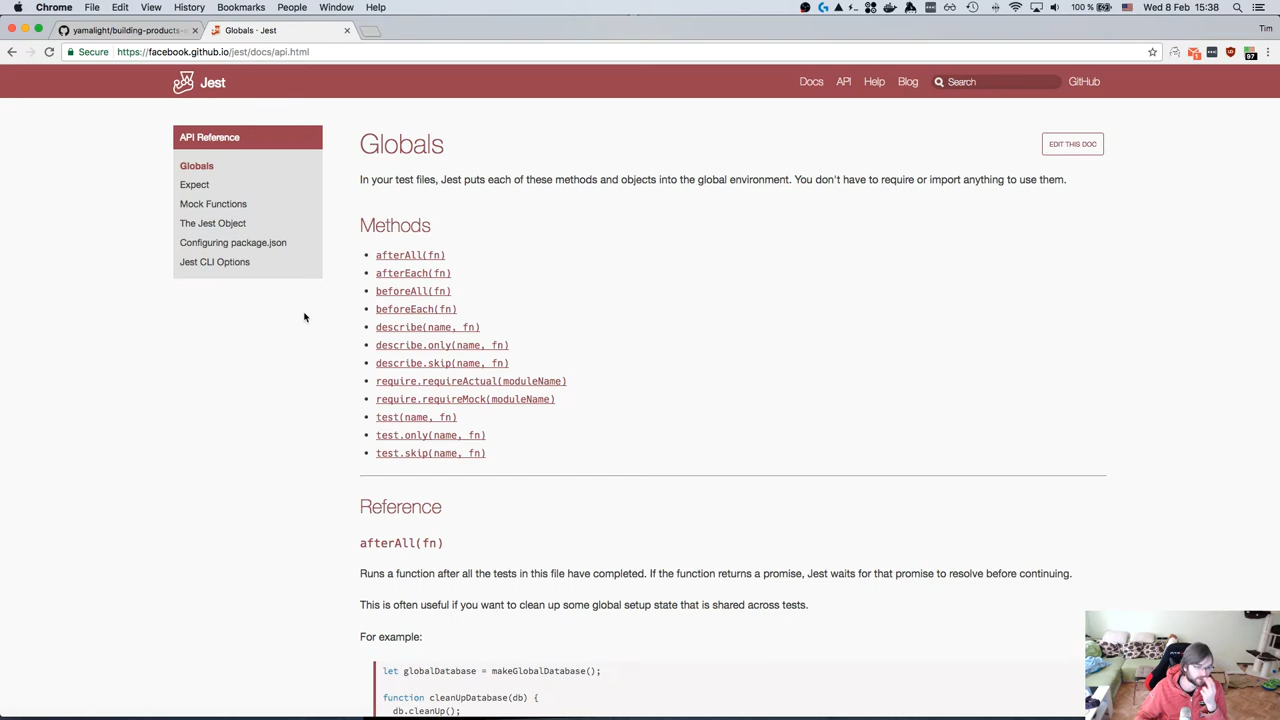 Chrome File Edit View History Bookmarks People Window Help 100 % Wed 8 Feb 15:38
yamalight/building-products- Globals · Jest Tim
Secure https://facebook.github.io/jest/docs/api.html 97
Jest Docs API Help Blog Search GitHub
API Reference
Globals
Expect
Mock Functions
The Jest Object
Configuring package.json
Jest CLI Options
Globals
EDIT THIS DOC
In your test files, Jest puts each of these methods and objects into the global environment. You don't have to require or import anything to use them.
Methods
afterAll(fn)
afterEach(fn)
beforeAll(fn)
beforeEach(fn)
describe(name, fn)
describe.only(name, fn)
describe.skip(name, fn)
require.requireActual(moduleName)
require.requireMock(moduleName)
test(name, fn)
test.only(name, fn)
test.skip(name, fn)
Reference
afterAll(fn)
Runs a function after all the tests in this file have completed. If the function returns a promise, Jest waits for that promise to resolve before continuing.
This is often useful if you want to clean up some global setup state that is shared across tests.
For example:
let globalDatabase = makeGlobalDatabase();
function cleanUpDatabase(db) {
db.cleanUp();